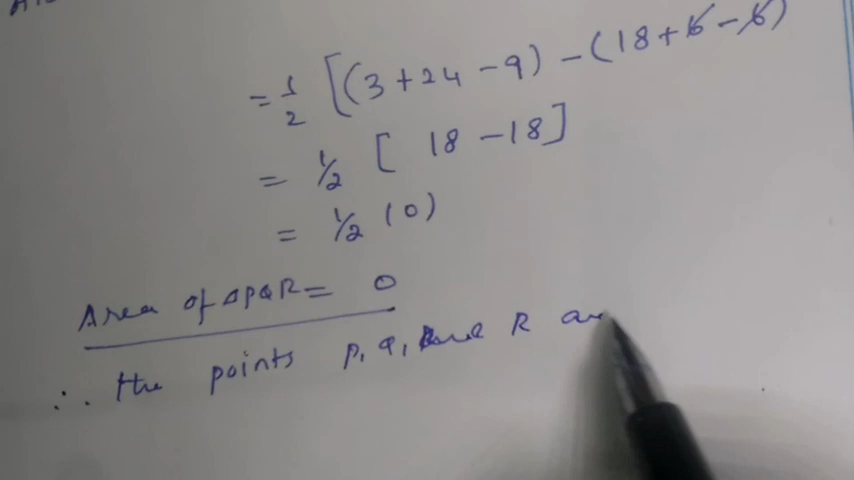 = 1/2 [(3+24-9) - (18+6-6)
= 1/2 [ 18 - 18]
= 1/2 (0)
Area of ΔPQR = 0
∴ the points P, Q, and R